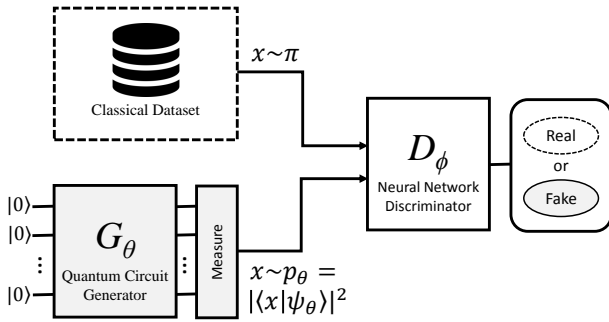 x~π
Classical Dataset
D_ϕ
Neural Network
Discriminator
Real
or
Fake
|0⟩
|0⟩
⋮
|0⟩
G_θ
Quantum Circuit
Generator
⋮
Measure
x~p_θ =
|⟨x|ψ_θ⟩|²